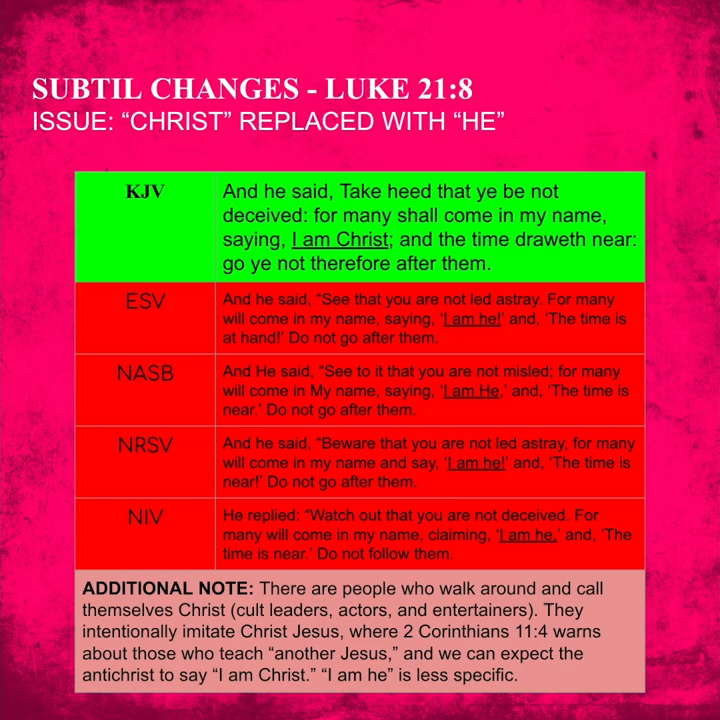 SUBTIL CHANGES - LUKE 21:8
ISSUE: “CHRIST” REPLACED WITH “HE”
KJV
And he said, Take heed that ye be not
deceived: for many shall come in my name,
saying, I am Christ; and the time draweth near:
go ye not therefore after them.
ESV
And he said, “See that you are not led astray. For many
will come in my name, saying, ‘I am he!’ and, ‘The time is
at hand!’ Do not go after them.
NASB
And He said, “See to it that you are not misled; for many
will come in My name, saying, ‘I am He,’ and, ‘The time is
near.’ Do not go after them.
NRSV
And he said, “Beware that you are not led astray, for many
will come in my name and say, ‘I am he!’ and, ‘The time is
near!’ Do not go after them.
NIV
He replied: “Watch out that you are not deceived. For
many will come in my name, claiming, ‘I am he,’ and, ‘The
time is near.’ Do not follow them.
ADDITIONAL NOTE: There are people who walk around and call
themselves Christ (cult leaders, actors, and entertainers). They
intentionally imitate Christ Jesus, where 2 Corinthians 11:4 warns
about those who teach “another Jesus,” and we can expect the
antichrist to say “I am Christ.” “I am he” is less specific.